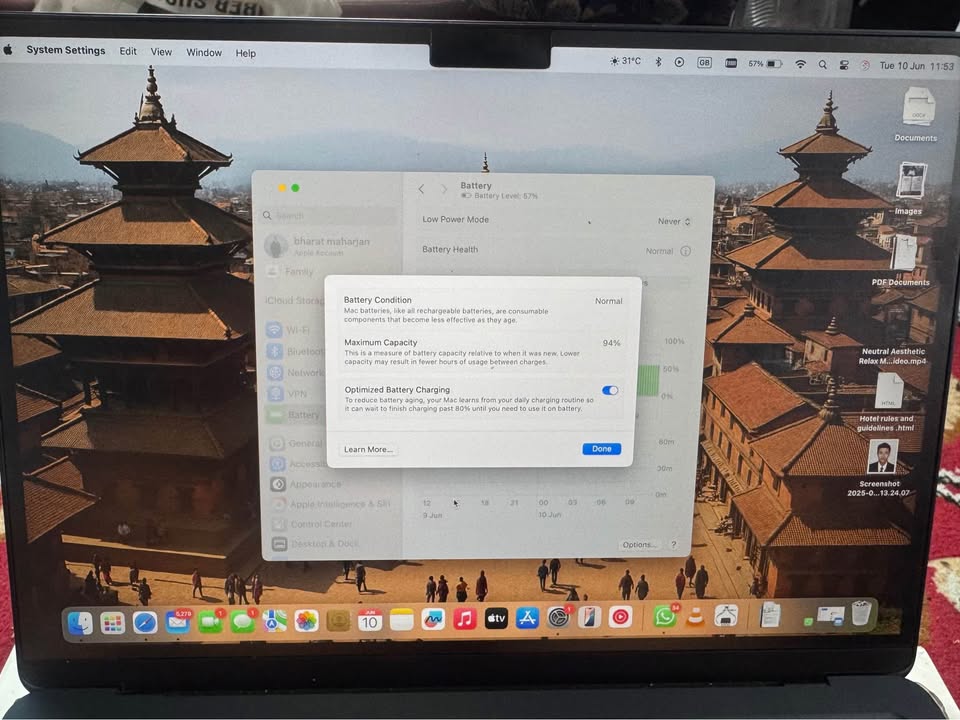 System Settings Edit View Window Help
31°C GB 57% Tue 10 Jun 11:53
Documents
Images
PDF Documents
Neutral Aesthetic
Relax M...ideo.mp4
HTML
Hotel rules and
guidelines .html
Screenshot
2025-0...13.24.07
Search
bharat maharjan
Apple Account
Family
iCloud Storag
Wi-Fi
Bluetoot
Network
VPN
Battery
General
Accessib
Appearance
Apple Intelligence & Siri
Control Center
Desktop & Dock
Battery
Battery Level: 57%
Low Power Mode Never
Battery Health Normal
Battery Condition Normal
Mac batteries, like all rechargeable batteries, are consumable
components that become less effective as they age.
Maximum Capacity 94%
This is a measure of battery capacity relative to when it was new. Lower
capacity may result in fewer hours of usage between charges.
Optimized Battery Charging
To reduce battery aging, your Mac learns from your daily charging routine so
it can wait to finish charging past 80% until you need to use it on battery.
Learn More... Done
100%
50%
0%
60m
30m
0m
12 18 21 00 03 06 09
9 Jun 10 Jun
Options... ?
5,279 1 1 JUN 10 tv 1 34